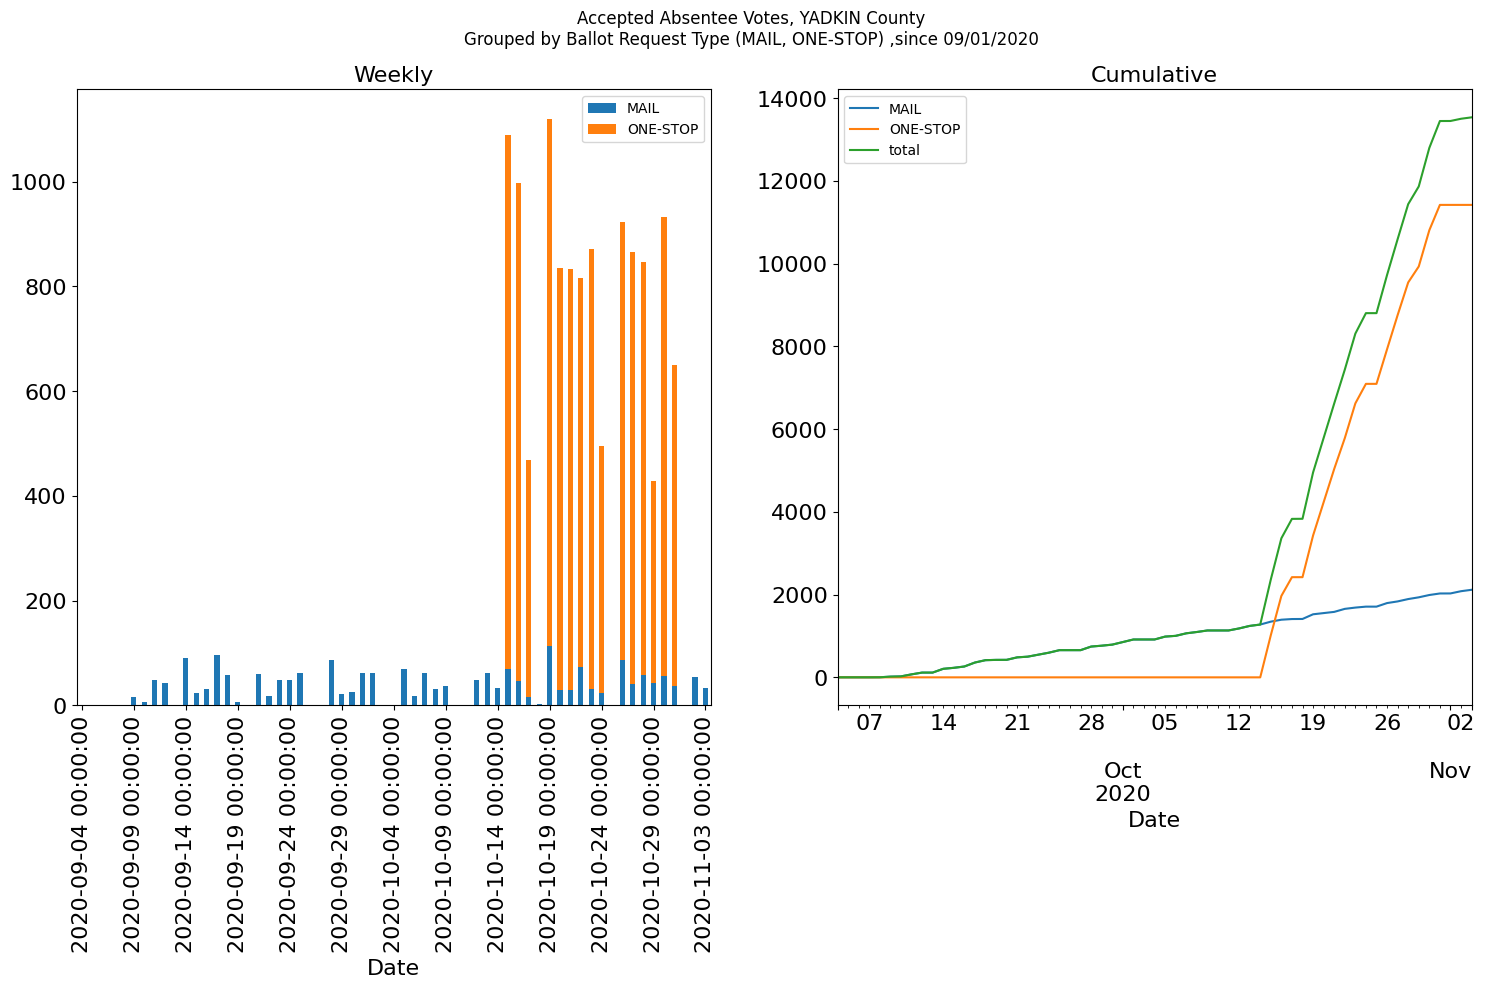 Accepted Absentee Votes, YADKIN County
Grouped by Ballot Request Type (MAIL, ONE-STOP) ,since 09/01/2020
Weekly
MAIL
ONE-STOP
1000
800
600
400
200
0
2020-09-04 00:00:00
2020-09-09 00:00:00
2020-09-14 00:00:00
2020-09-19 00:00:00
2020-09-24 00:00:00
2020-09-29 00:00:00
2020-10-04 00:00:00
2020-10-09 00:00:00
2020-10-14 00:00:00
2020-10-19 00:00:00
2020-10-24 00:00:00
2020-10-29 00:00:00
2020-11-03 00:00:00
Date
Cumulative
MAIL
ONE-STOP
total
14000
12000
10000
8000
6000
4000
2000
0
07 14 21 28 05 12 19 26 02
Oct Nov
2020
Date